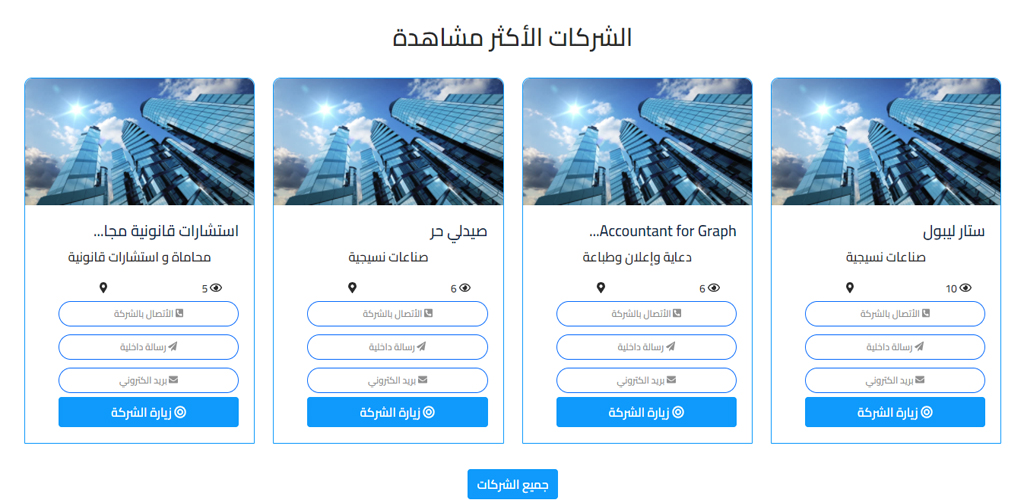 الشركات الأكثر مشاهدة
ستار ليبول
صناعات نسيجية
10
الأتصال بالشركة
رسالة داخلية
بريد الكتروني
زيارة الشركة
Accountant for Graph...
دعاية وإعلان وطباعة
6
الأتصال بالشركة
رسالة داخلية
بريد الكتروني
زيارة الشركة
صيدلي حر
صناعات نسيجية
6
الأتصال بالشركة
رسالة داخلية
بريد الكتروني
زيارة الشركة
استشارات قانونية مجا...
محاماة و استشارات قانونية
5
الأتصال بالشركة
رسالة داخلية
بريد الكتروني
زيارة الشركة
جميع الشركات